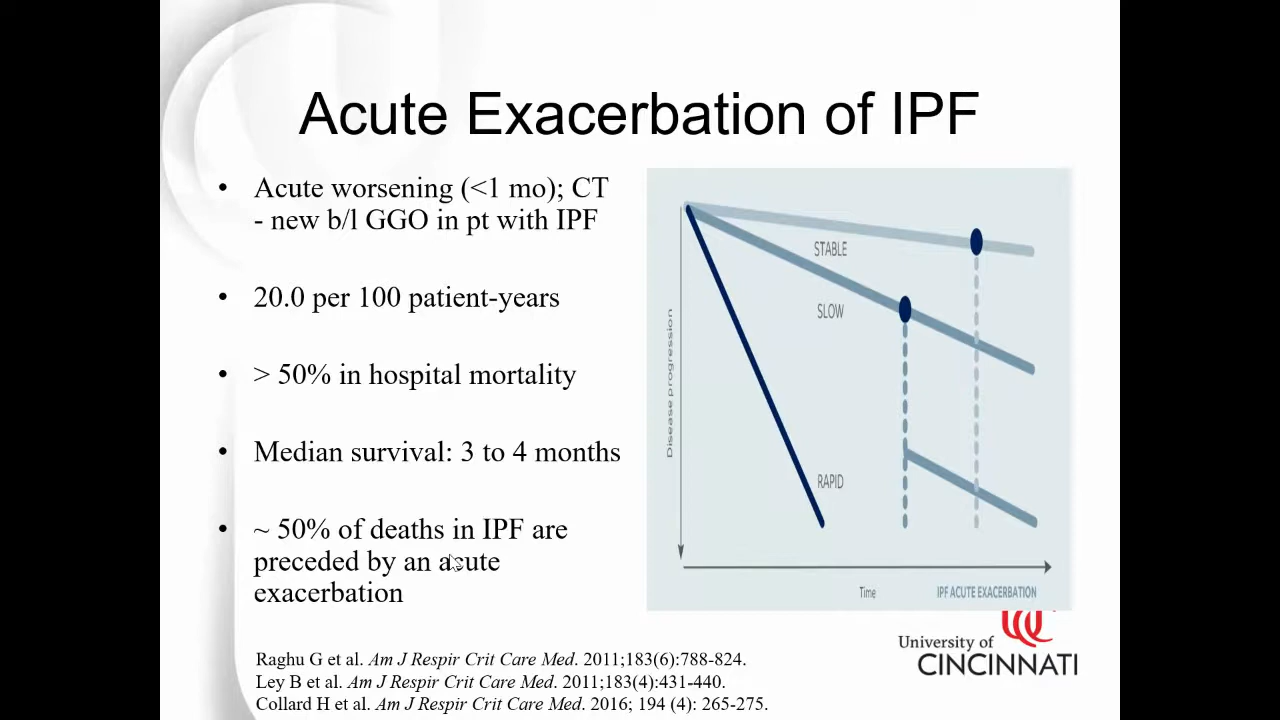 Acute Exacerbation of IPF
• Acute worsening (<1 mo); CT
- new b/l GGO in pt with IPF
• 20.0 per 100 patient-years
• > 50% in hospital mortality
• Median survival: 3 to 4 months
• ~ 50% of deaths in IPF are
preceded by an acute
exacerbation
Disease progression
STABLE
SLOW
RAPID
Time
IPF ACUTE EXACERBATION
University of
CINCINNATI
Raghu G et al. Am J Respir Crit Care Med. 2011;183(6):788-824.
Ley B et al. Am J Respir Crit Care Med. 2011;183(4):431-440.
Collard H et al. Am J Respir Crit Care Med. 2016; 194 (4): 265-275.